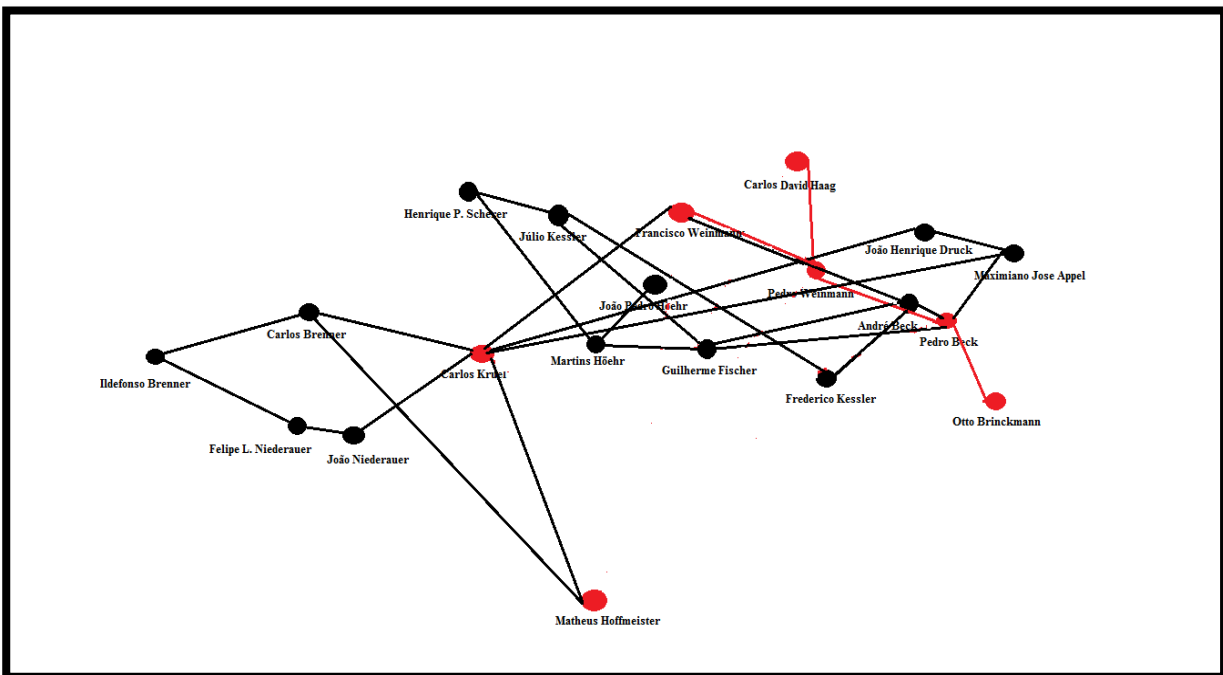 Carlos David Haag
Henrique P. Scherer
Júlio Kessler
Francisco Weinmann
João Henrique Druck
Maximiano Jose Appel
Pedro Weinmann
João Pedro Höehr
André Beck
Carlos Brenner
Pedro Beck
Martins Höehr
Guilherme Fischer
Carlos Kruel
Ildefonso Brenner
Frederico Kessler
Otto Brinckmann
Felipe L. Niederauer
João Niederauer
Matheus Hoffmeister